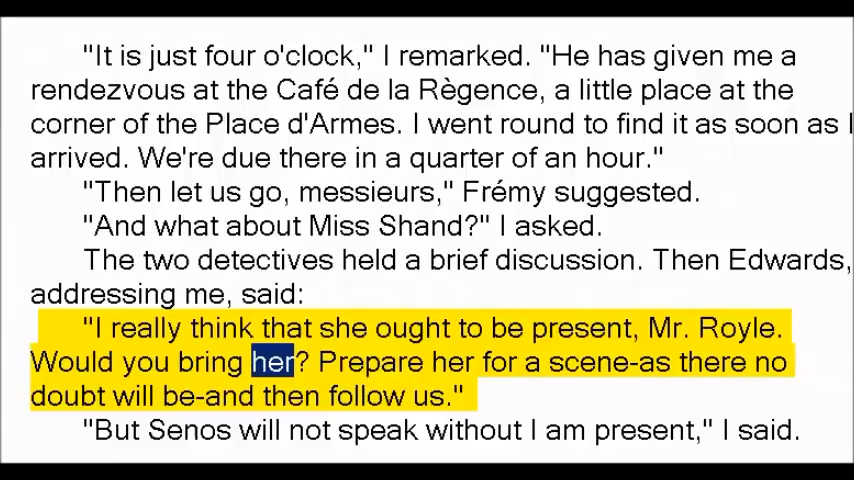 "It is just four o'clock," I remarked. "He has given me a
rendezvous at the Café de la Règence, a little place at the
corner of the Place d'Armes. I went round to find it as soon as I
arrived. We're due there in a quarter of an hour."
"Then let us go, messieurs," Frémy suggested.
"And what about Miss Shand?" I asked.
The two detectives held a brief discussion. Then Edwards,
addressing me, said:
"I really think that she ought to be present, Mr. Royle.
Would you bring her? Prepare her for a scene-as there no
doubt will be-and then follow us."
"But Senos will not speak without I am present," I said.